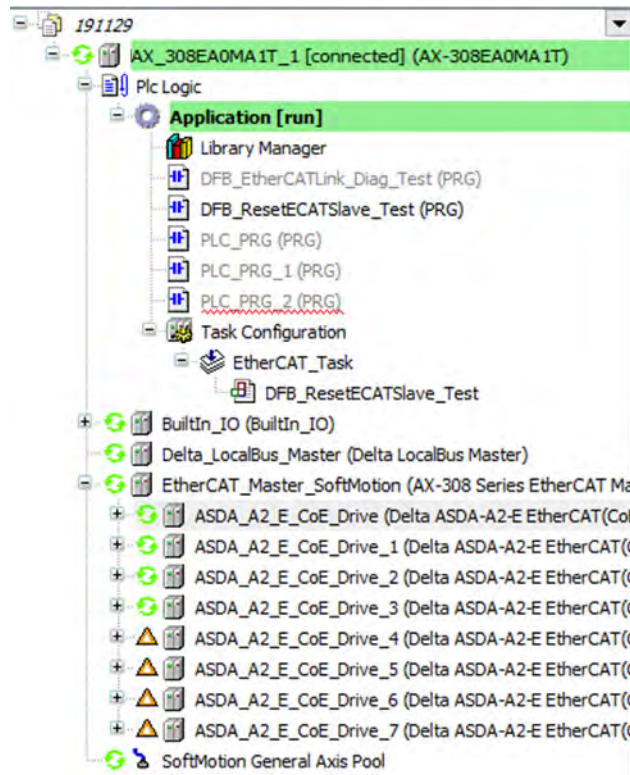 191129
AX_308EA0MA1T_1 [connected] (AX-308EA0MA1T)
Plc Logic
Application [run]
Library Manager
DFB_EtherCATLink_Diag_Test (PRG)
DFB_ResetECATSlave_Test (PRG)
PLC_PRG (PRG)
PLC_PRG_1 (PRG)
PLC_PRG_2 (PRG)
Task Configuration
EtherCAT_Task
DFB_ResetECATSlave_Test
BuiltIn_IO (BuiltIn_IO)
Delta_LocalBus_Master (Delta LocalBus Master)
EtherCAT_Master_SoftMotion (AX-308 Series EtherCAT Ma
ASDA_A2_E_CoE_Drive (Delta ASDA-A2-E EtherCAT(Co
ASDA_A2_E_CoE_Drive_1 (Delta ASDA-A2-E EtherCAT(
ASDA_A2_E_CoE_Drive_2 (Delta ASDA-A2-E EtherCAT(
ASDA_A2_E_CoE_Drive_3 (Delta ASDA-A2-E EtherCAT(
ASDA_A2_E_CoE_Drive_4 (Delta ASDA-A2-E EtherCAT(
ASDA_A2_E_CoE_Drive_5 (Delta ASDA-A2-E EtherCAT(
ASDA_A2_E_CoE_Drive_6 (Delta ASDA-A2-E EtherCAT(
ASDA_A2_E_CoE_Drive_7 (Delta ASDA-A2-E EtherCAT(
SoftMotion General Axis Pool